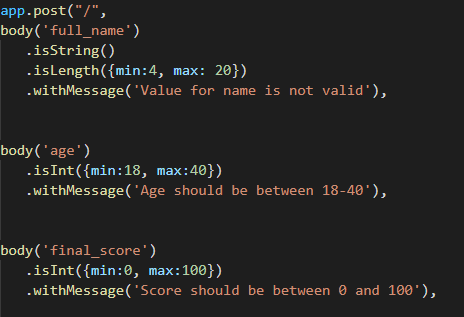 app.post("/",
body('full_name')
.isString()
.isLength({min:4, max: 20})
.withMessage('Value for name is not valid'),
body('age')
.isInt({min:18, max:40})
.withMessage('Age should be between 18-40'),
body('final_score')
.isInt({min:0, max:100})
.withMessage('Score should be between 0 and 100'),